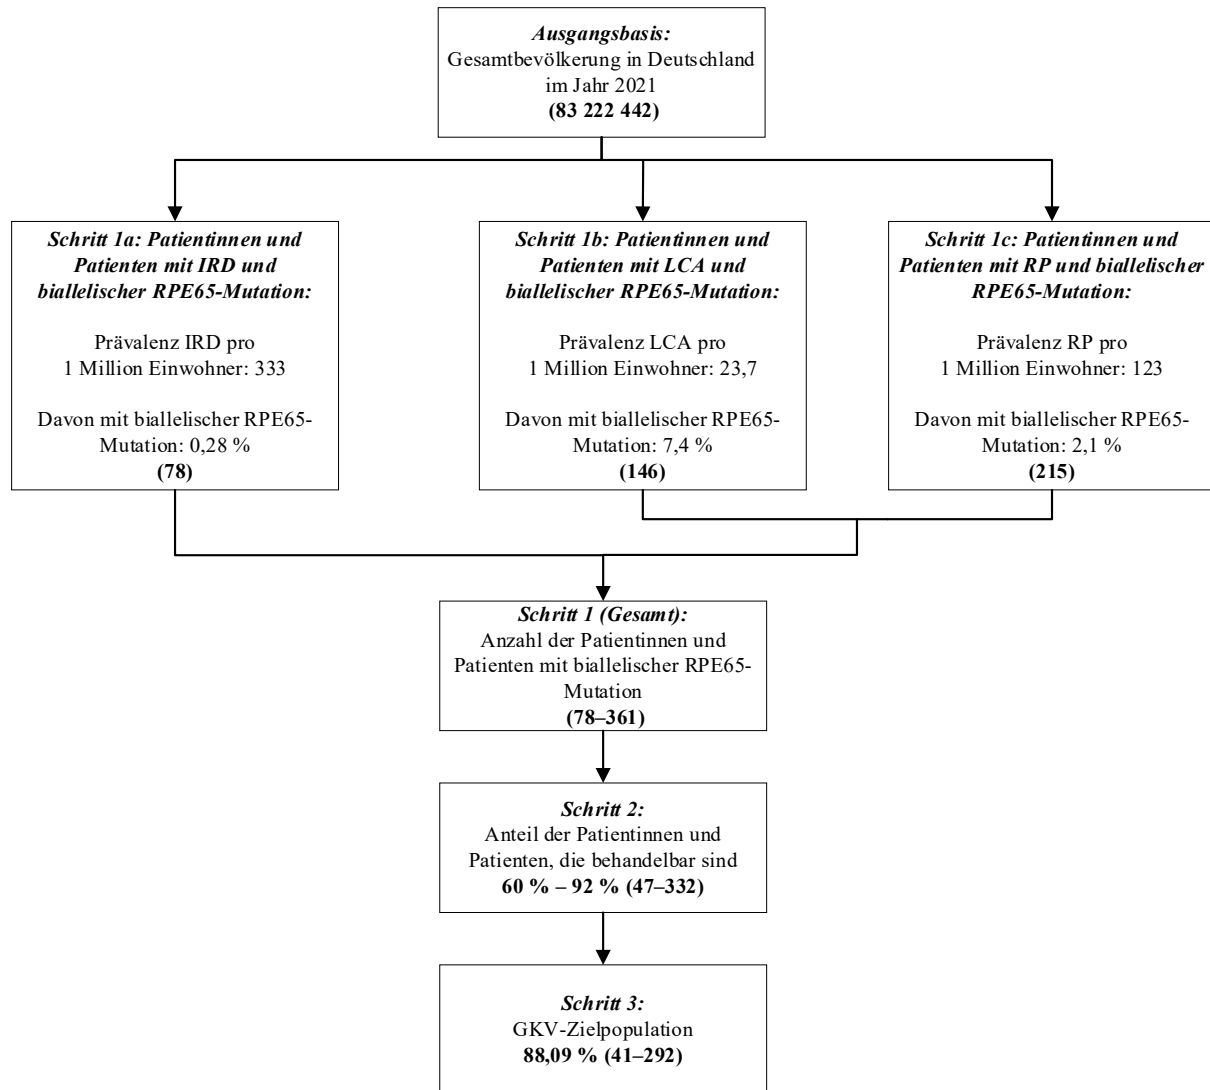 Ausgangsbasis:
Gesamtbevölkerung in Deutschland
im Jahr 2021
(83 222 442)
Schritt 1a: Patientinnen und
Patienten mit IRD und
biallelischer RPE65-Mutation:
Prävalenz IRD pro
1 Million Einwohner: 333
Davon mit biallelischer RPE65-
Mutation: 0,28 %
(78)
Schritt 1b: Patientinnen und
Patienten mit LCA und
biallelischer RPE65-Mutation:
Prävalenz LCA pro
1 Million Einwohner: 23,7
Davon mit biallelischer RPE65-
Mutation: 7,4 %
(146)
Schritt 1c: Patientinnen und
Patienten mit RP und biallelischer
RPE65-Mutation:
Prävalenz RP pro
1 Million Einwohner: 123
Davon mit biallelischer RPE65-
Mutation: 2,1 %
(215)
Schritt 1 (Gesamt):
Anzahl der Patientinnen und
Patienten mit biallelischer RPE65-
Mutation
(78–361)
Schritt 2:
Anteil der Patientinnen und
Patienten, die behandelbar sind
60 % – 92 % (47–332)
Schritt 3:
GKV-Zielpopulation
88,09 % (41–292)